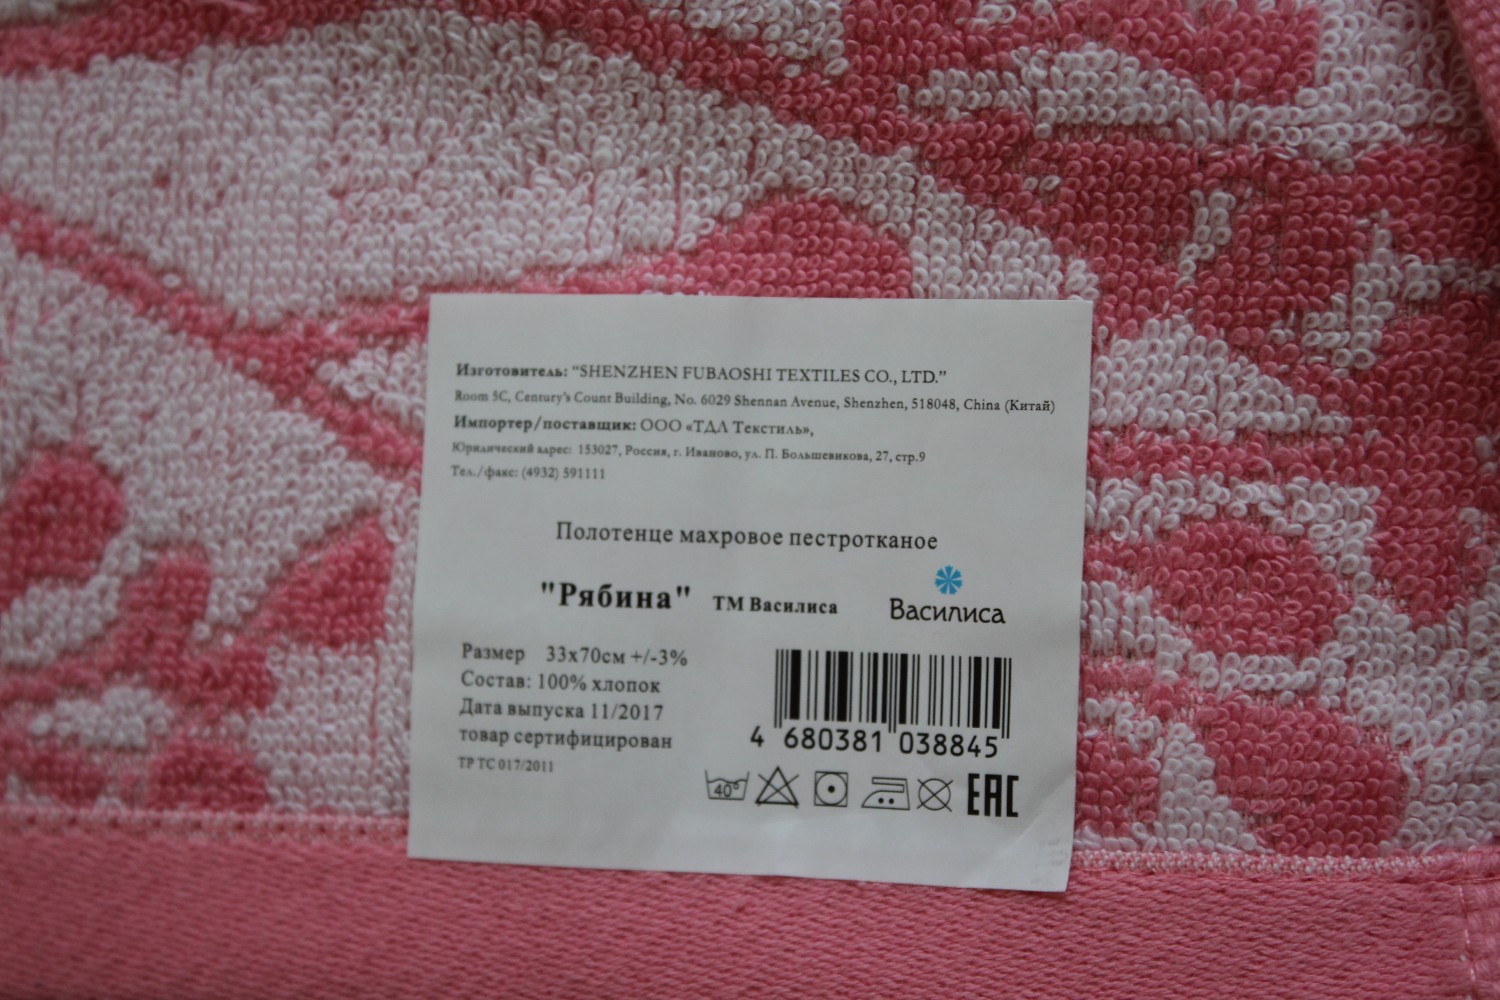 Изготовитель: “SHENZHEN FUBAOSHI TEXTILES CO., LTD.”
Room 5C, Century’s Count Building, No. 6029 Shennan Avenue, Shenzhen, 518048, China (Китай)
Импортер/поставщик: ООО «ТДЛ Текстиль»,
Юридический адрес: 153027, Россия, г. Иваново, ул. П. Большевикова, 27, стр.9
Тел./факс: (4932) 591111
Полотенце махровое пестротканое
"Рябина" ТМ Василиса
Василиса
Размер 33х70см +/-3%
Состав: 100% хлопок
Дата выпуска 11/2017
товар сертифицирован
ТР ТС 017/2011
4 680381 038845
40°
EAC